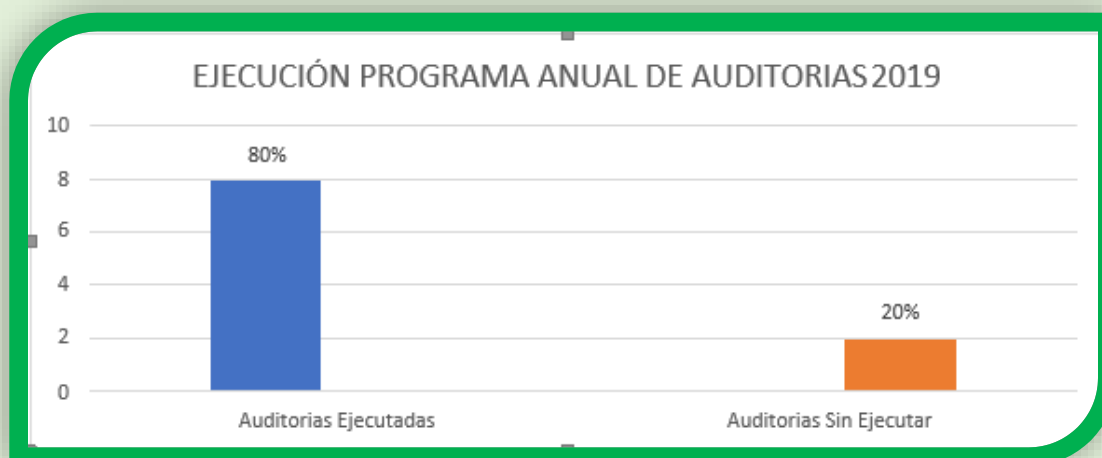 EJECUCIÓN PROGRAMA ANUAL DE AUDITORIAS 2019
10
80%
8
6
4
20%
2
0
Auditorias Ejecutadas
Auditorias Sin Ejecutar